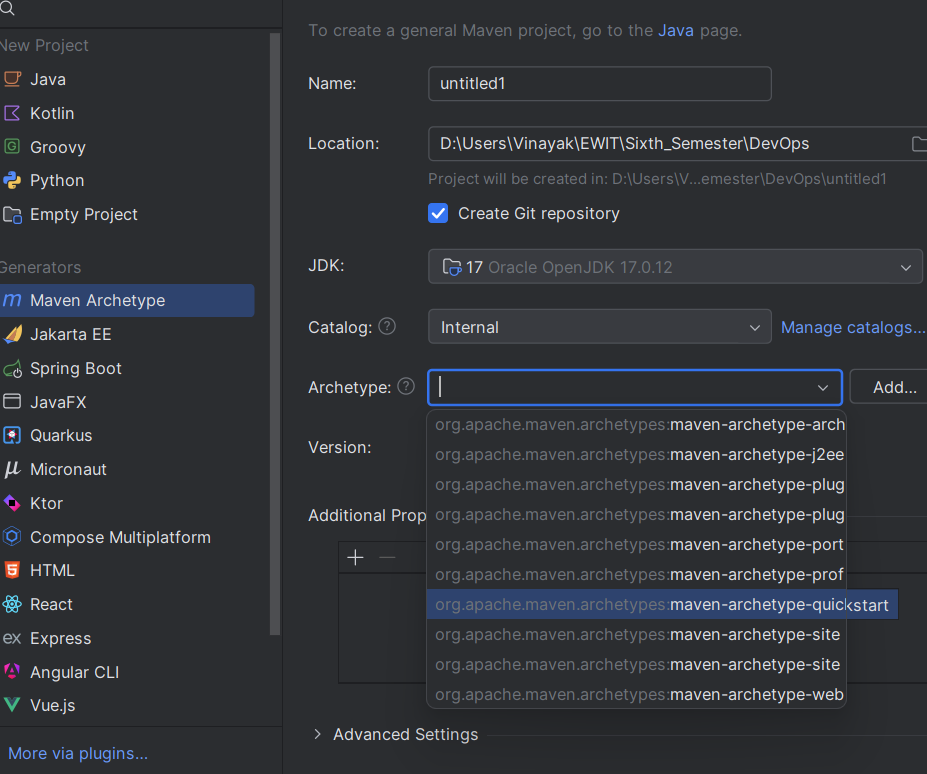 New Project
Java
Kotlin
Groovy
Python
Empty Project
Generators
Maven Archetype
Jakarta EE
Spring Boot
JavaFX
Quarkus
Micronaut
Ktor
Compose Multiplatform
HTML
React
ex Express
Angular CLI
Vue.js
More via plugins...
To create a general Maven project, go to the Java page.
Name: untitled1
Location: D:\Users\Vinayak\EWIT\Sixth_Semester\DevOps
Project will be created in: D:\Users\V...emester\DevOps\untitled1
Create Git repository
JDK: 17 Oracle OpenJDK 17.0.12
Catalog: ? Internal Manage catalogs...
Archetype: ? Add...
org.apache.maven.archetypes:maven-archetype-arch
Version:
org.apache.maven.archetypes:maven-archetype-j2ee
org.apache.maven.archetypes:maven-archetype-plug
Additional Prop
org.apache.maven.archetypes:maven-archetype-plug
org.apache.maven.archetypes:maven-archetype-port
org.apache.maven.archetypes:maven-archetype-prof
org.apache.maven.archetypes:maven-archetype-quickstart
org.apache.maven.archetypes:maven-archetype-site
org.apache.maven.archetypes:maven-archetype-site
org.apache.maven.archetypes:maven-archetype-web
Advanced Settings